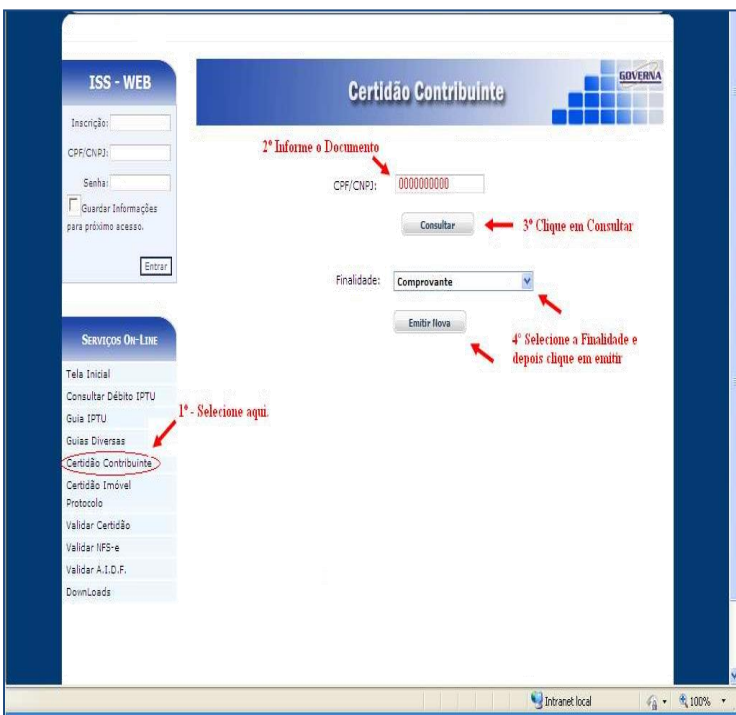 ISS - WEB
Inscrição:
CPF/CNPJ:
Senha:
Guardar Informações
para próximo acesso.
Entrar
SERVIÇOS ON-LINE
Tela Inicial
Consultar Débito IPTU
Guia IPTU
Guias Diversas
Certidão Contribuinte
Certidão Imóvel
Protocolo
Validar Certidão
Validar NFS-e
Validar A.I.D.F.
DownLoads
1º - Selecione aqui.
Certidão Contribuinte
GOVERNA
2º Informe o Documento
CPF/CNPJ: 0000000000
Consultar
3º Clique em Consultar
Finalidade: Comprovante
Emitir Nova
4º Selecione a Finalidade e
depois clique em emitir
Intranet local
100%